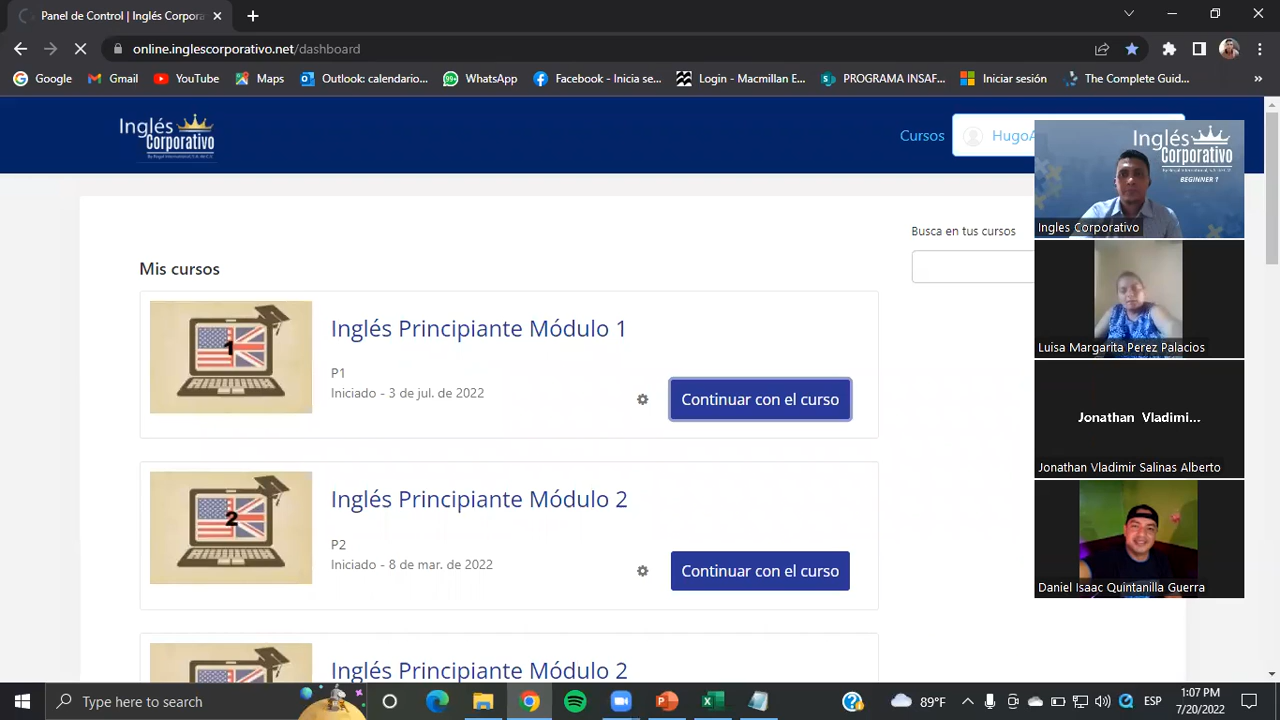 Panel de Control | Inglés Corpora
online.inglescorporativo.net/dashboard
Google
Gmail
YouTube
Maps
Outlook: calendario...
99+
WhatsApp
Facebook - Inicia se...
Login - Macmillan E...
PROGRAMA INSAF...
Iniciar sesión
The Complete Guid...
»
Inglés
Corporativo
Cursos
HugoA
Inglés
Corporativo
BEGINNER 1
Ingles Corporativo
Busca en tus cursos
Mis cursos
1
Inglés Principiante Módulo 1
P1
Iniciado - 3 de jul. de 2022
Continuar con el curso
Luisa Margarita Perez Palacios
Jonathan Vladimi...
Jonathan Vladimir Salinas Alberto
2
Inglés Principiante Módulo 2
P2
Iniciado - 8 de mar. de 2022
Continuar con el curso
Daniel Isaac Quintanilla Guerra
Inglés Principiante Módulo 2
Type here to search
89°F
ESP
1:07 PM
7/20/2022